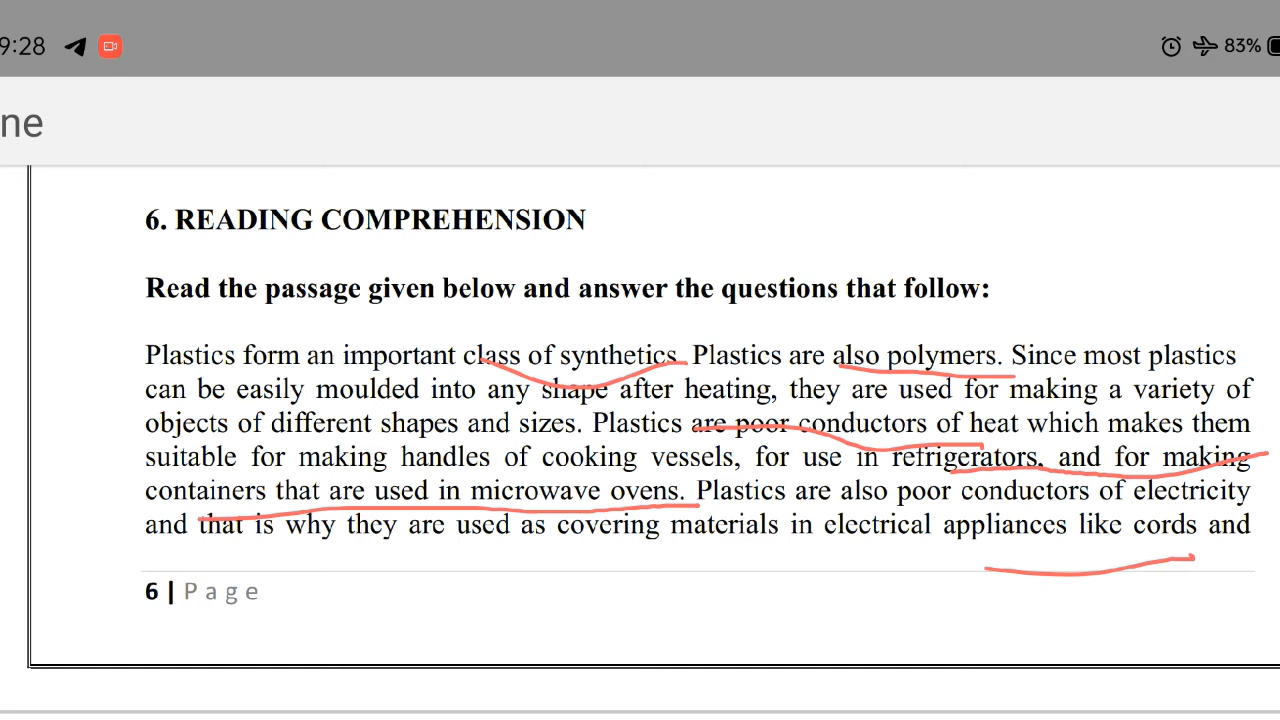 9:28
83%
ne
6. READING COMPREHENSION
Read the passage given below and answer the questions that follow:
Plastics form an important class of synthetics. Plastics are also polymers. Since most plastics
can be easily moulded into any shape after heating, they are used for making a variety of
objects of different shapes and sizes. Plastics are poor conductors of heat which makes them
suitable for making handles of cooking vessels, for use in refrigerators, and for making
containers that are used in microwave ovens. Plastics are also poor conductors of electricity
and that is why they are used as covering materials in electrical appliances like cords and
6 | Page